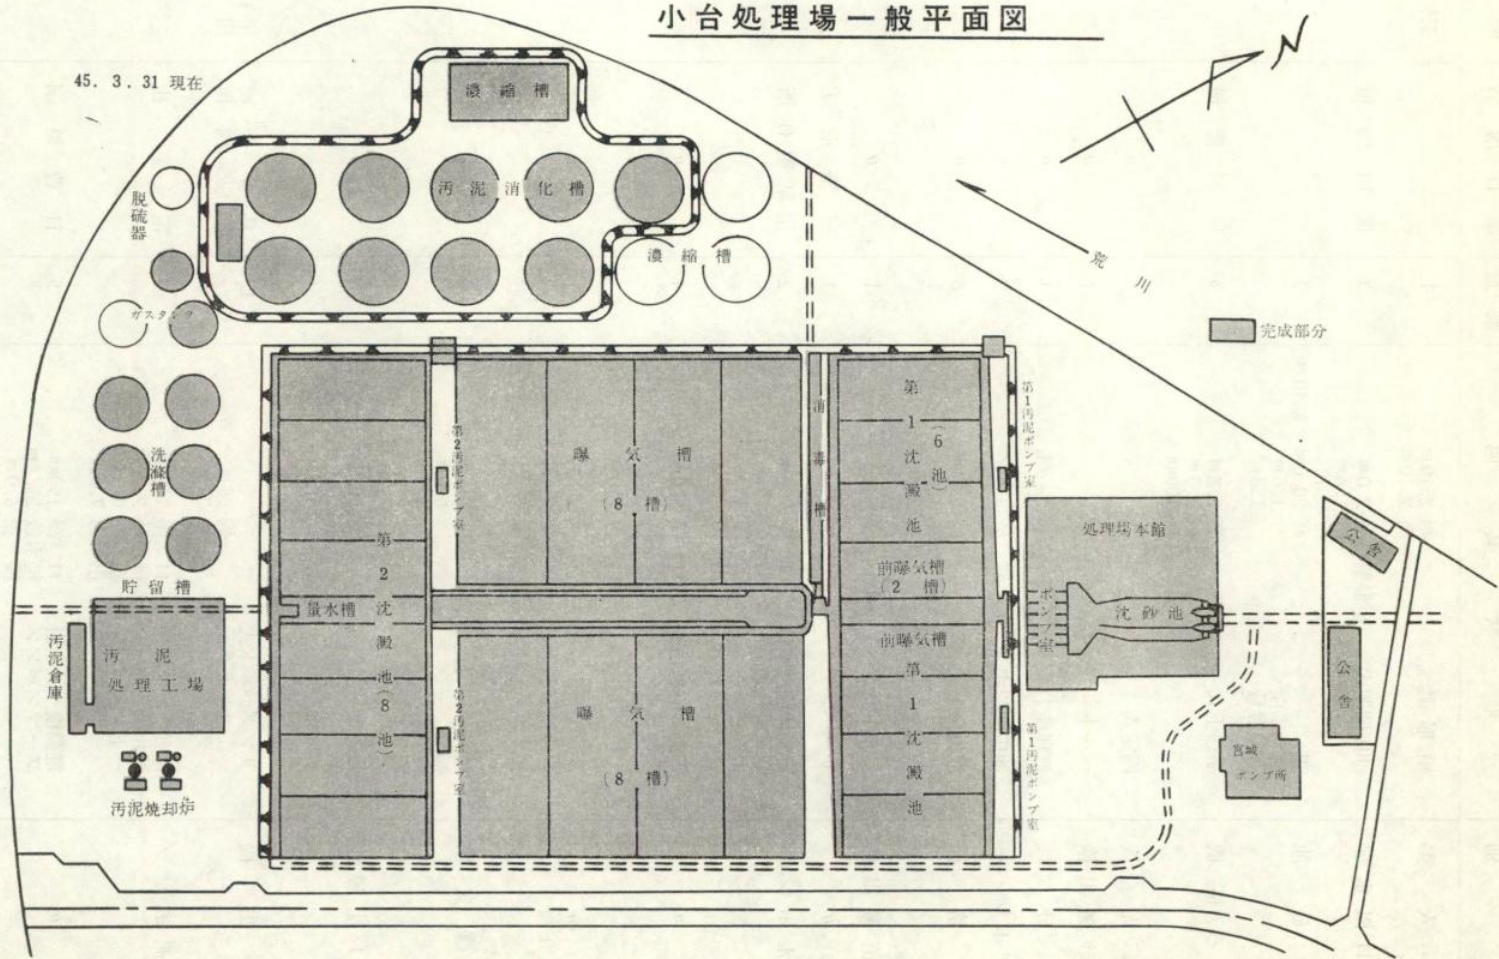 小台処理場一般平面図
45. 3. 31 現在
N
濃縮槽
汚泥消化槽
脱硫器
濃縮槽
荒川
ガスタンク
完成部分
洗滌槽
貯留槽
汚泥倉庫
汚泥
処理工場
汚泥焼却炉
量水槽
第2沈澱池(8池)
第2汚泥ポンプ室
第2汚泥ポンプ室
曝気槽
(8槽)
曝気槽
(8槽)
消毒槽
第1沈澱池
(6池)
前曝気槽
(2槽)
前曝気槽
第1沈澱池
第1汚泥ポンプ室
第1汚泥ポンプ室
処理場本館
ポンプ室
沈砂池
公舎
公舎
宮城
ポンプ所